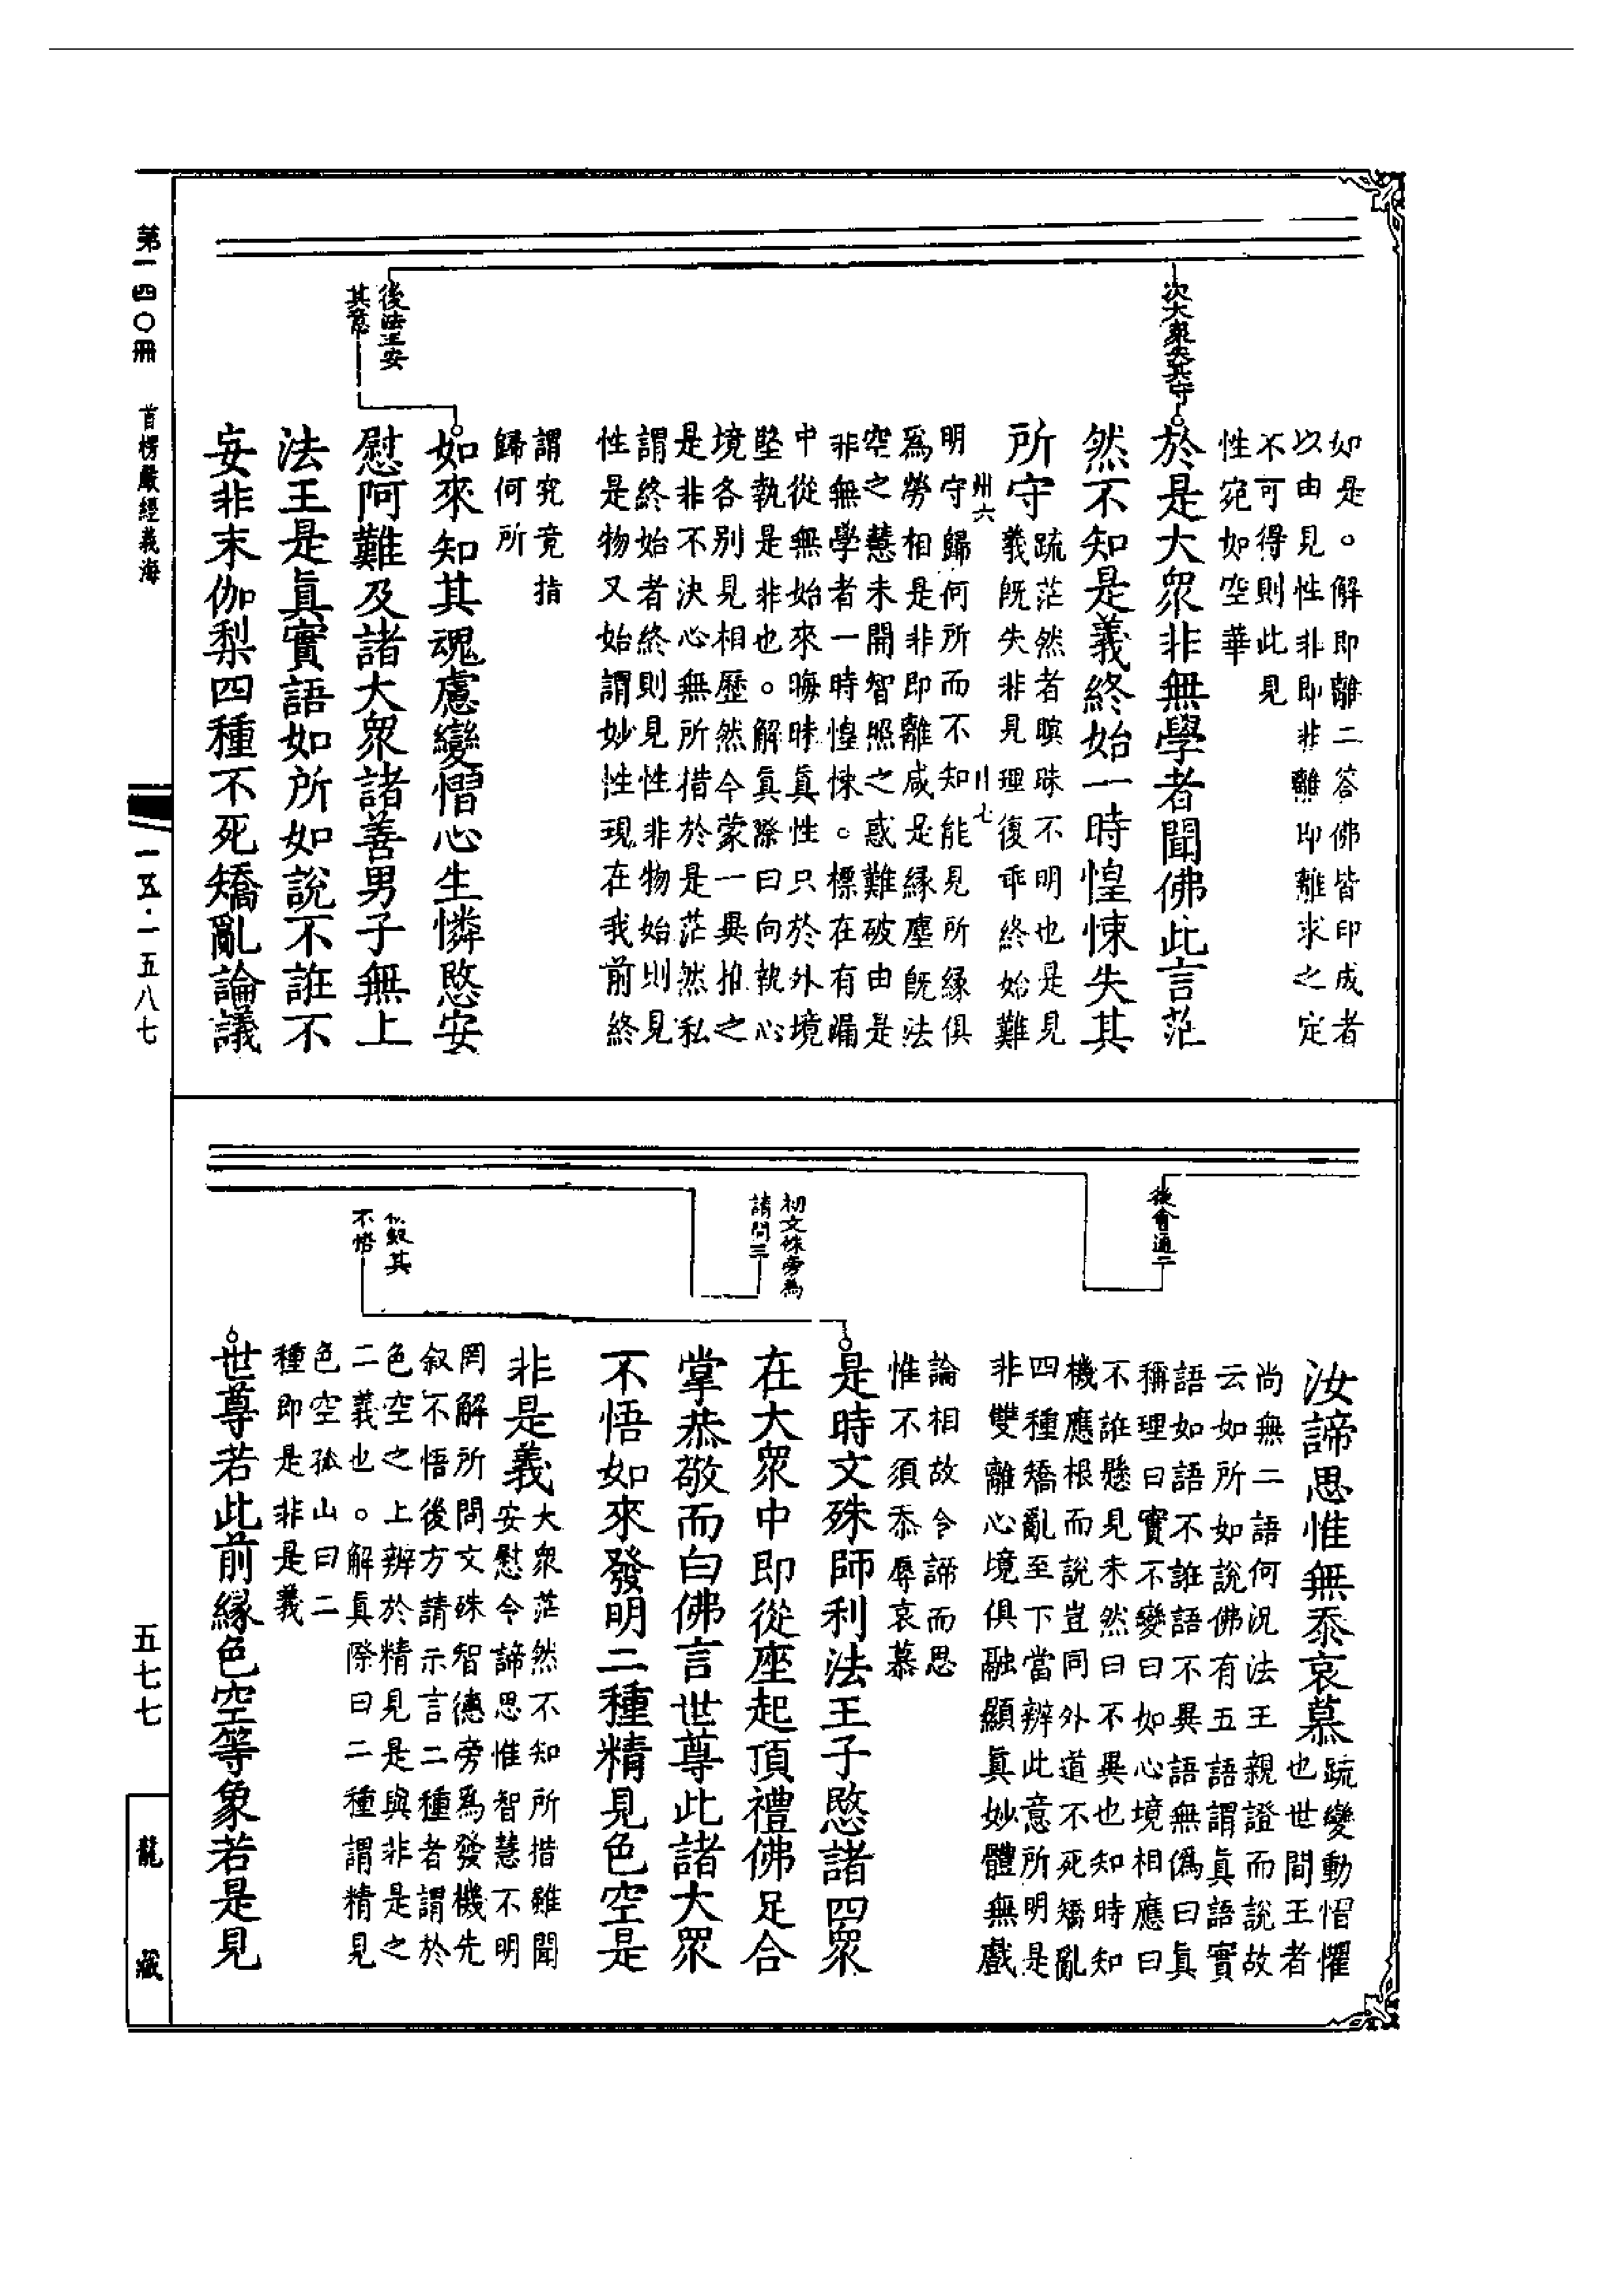 如是。解即離二答佛皆印成者
以由見性非即非離即離求之定
不可得則此見
性宛如空華
次大衆失其守
於是大衆非無學者聞佛此言茫
然不知是義終始一時惶悚失其
所守
疏茫然者瞑眛不明也是見
義既失非見理復乖終始難
卅六
川七
明守歸何所而不知能見所緣俱
爲勞相是非即離咸是緣塵既法
空之慧未開智照之惑難破由是
非無學者一時惶悚。標在有漏
中從無始來晦昧真性只於外境
堅執是非也。解真際曰向執心
境各別見相歷然今蒙一異推之
是非不決心無所措於是茫然私
謂終始者終則見性非物始則見
性是物又始謂妙性現在我前終
謂究竟指
歸何所
後法王安
其意
如來知其魂慮變慴心生憐愍安
慰阿難及諸大衆諸善男子無上
法王是真實語如所如說不誑不
妄非末伽梨四種不死矯亂論議
後會通二
汝諦思惟無忝哀慕
疏變動慴懼
也世間王者
尚無二語何況法王親證而說故
云如所如說佛有五語謂真語實
語如語不誑語不異語無僞曰真
稱理曰實不變曰如心境相應曰
不誑懸見未然曰不異也知時知
機應根而說豈同外道不死矯亂
四種矯亂至下當辨此意所明是
非雙離心境俱融顯真妙體無戲
論相故令諦而思
惟不須忝辱哀慕
初文殊旁爲
請問三
不悟
是時文殊師利法王子愍諸四衆
在大衆中即從座起頂禮佛足合
掌恭敬而白佛言世尊此諸大衆
不悟如來發明二種精見色空是
非是義
大衆茫然不知所措雖聞
安慰令諦思惟智慧不明
罔解所問文殊智德旁爲發機先
叙不悟後方請示言二種者謂於
色空之上辨於精見是與非是之
二義也。解真際曰二種謂精見
色空孤山曰二
種即是非是義
世尊若此前緣色空等象若是見
第一四〇冊
首楞嚴經義海
一五·一五八七
五七七
龍藏